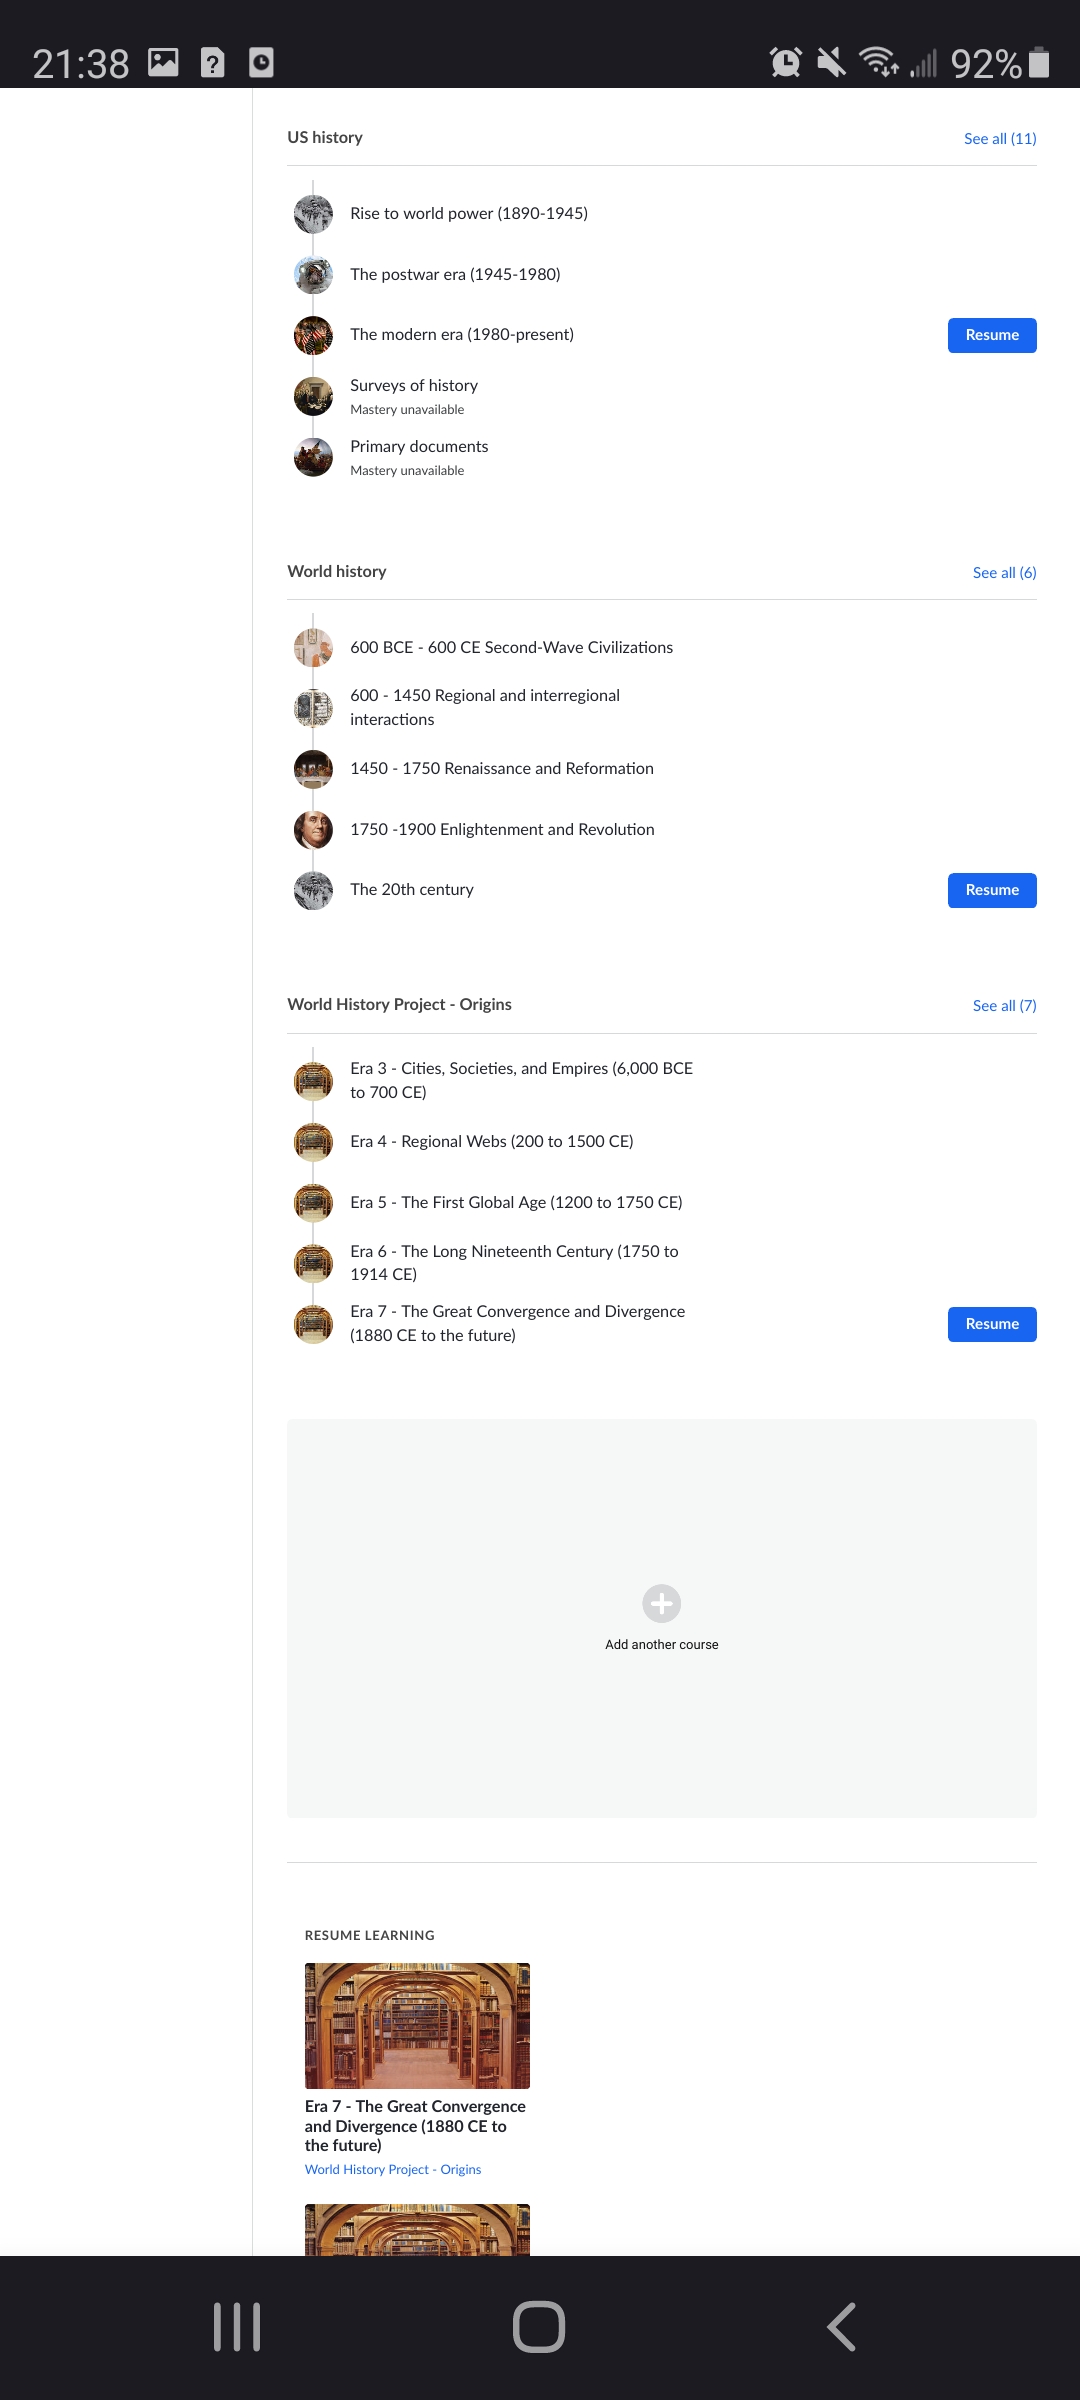 21:38
92%
US history
See all (11)
Rise to world power (1890-1945)
The postwar era (1945-1980)
The modern era (1980-present)
Resume
Surveys of history
Mastery unavailable
Primary documents
Mastery unavailable
World history
See all (6)
600 BCE - 600 CE Second-Wave Civilizations
600 - 1450 Regional and interregional
interactions
1450 - 1750 Renaissance and Reformation
1750 -1900 Enlightenment and Revolution
The 20th century
Resume
World History Project - Origins
See all (7)
Era 3 - Cities, Societies, and Empires (6,000 BCE
to 700 CE)
Era 4 - Regional Webs (200 to 1500 CE)
Era 5 - The First Global Age (1200 to 1750 CE)
Era 6 - The Long Nineteenth Century (1750 to
1914 CE)
Era 7 - The Great Convergence and Divergence
(1880 CE to the future)
Resume
Add another course
RESUME LEARNING
Era 7 - The Great Convergence
and Divergence (1880 CE to
the future)
World History Project - Origins